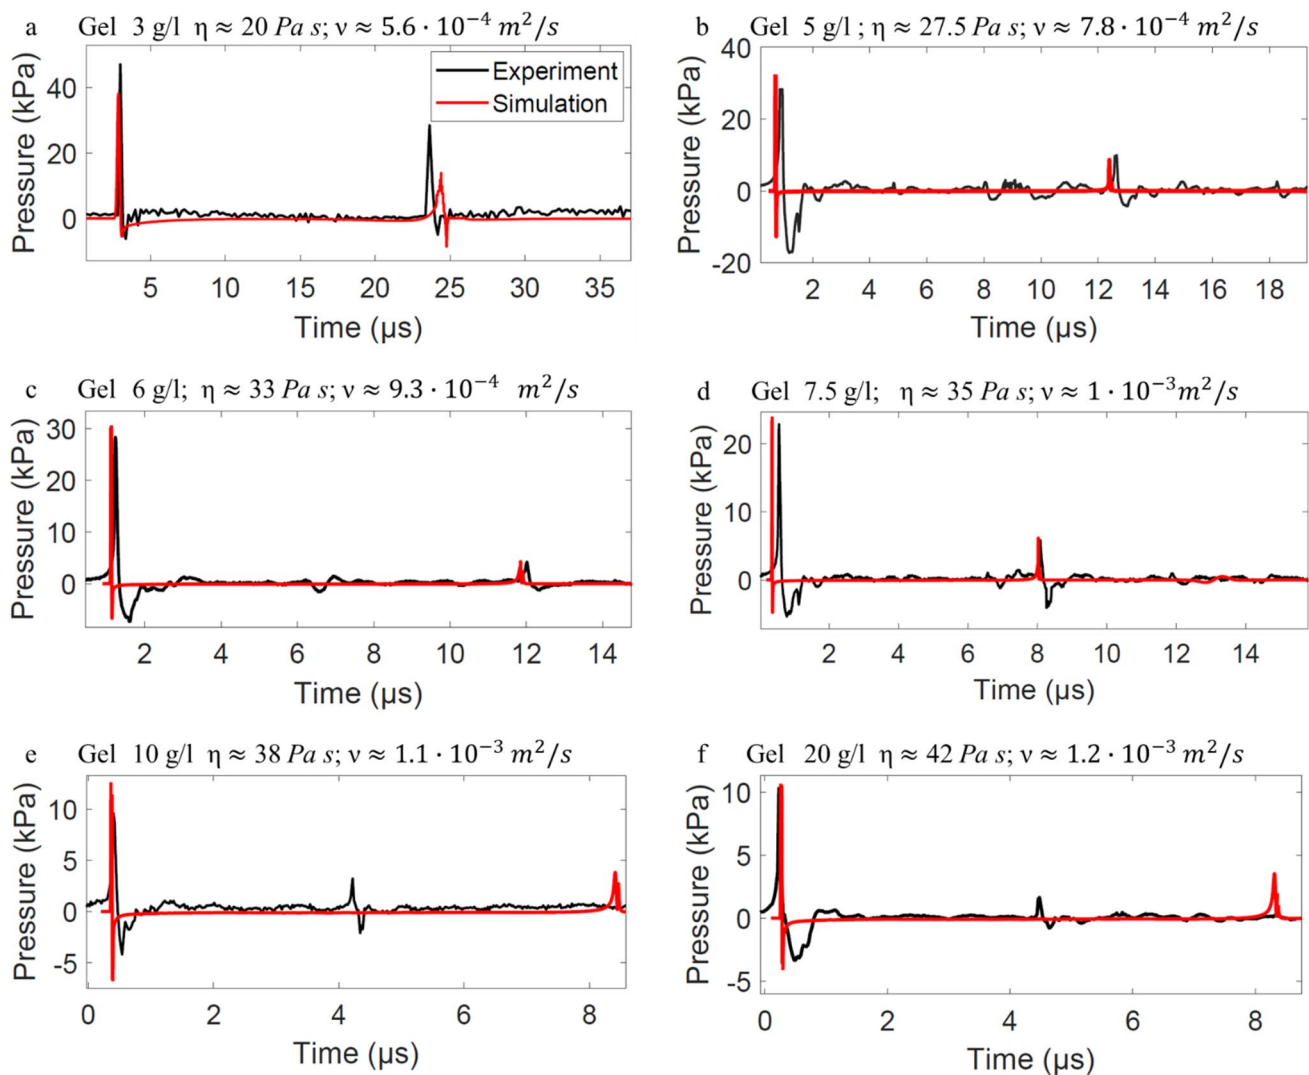 a Gel 3 g/l η ≈ 20 Pa s; ν ≈ 5.6 · 10⁻⁴ m²/s
Pressure (kPa)
40
20
0
Experiment
Simulation
5 10 15 20 25 30 35
Time (μs)
b Gel 5 g/l ; η ≈ 27.5 Pa s; ν ≈ 7.8 · 10⁻⁴ m²/s
Pressure (kPa)
40
20
0
-20
2 4 6 8 10 12 14 16 18
Time (μs)
c Gel 6 g/l; η ≈ 33 Pa s; ν ≈ 9.3 · 10⁻⁴ m²/s
Pressure (kPa)
30
20
10
0
2 4 6 8 10 12 14
Time (μs)
d Gel 7.5 g/l; η ≈ 35 Pa s; ν ≈ 1 · 10⁻³m²/s
Pressure (kPa)
20
10
0
2 4 6 8 10 12 14
Time (μs)
e Gel 10 g/l η ≈ 38 Pa s; ν ≈ 1.1 · 10⁻³ m²/s
Pressure (kPa)
10
5
0
-5
0 2 4 6 8
Time (μs)
f Gel 20 g/l η ≈ 42 Pa s; ν ≈ 1.2 · 10⁻³ m²/s
Pressure (kPa)
10
5
0
-5
0 2 4 6 8
Time (μs)